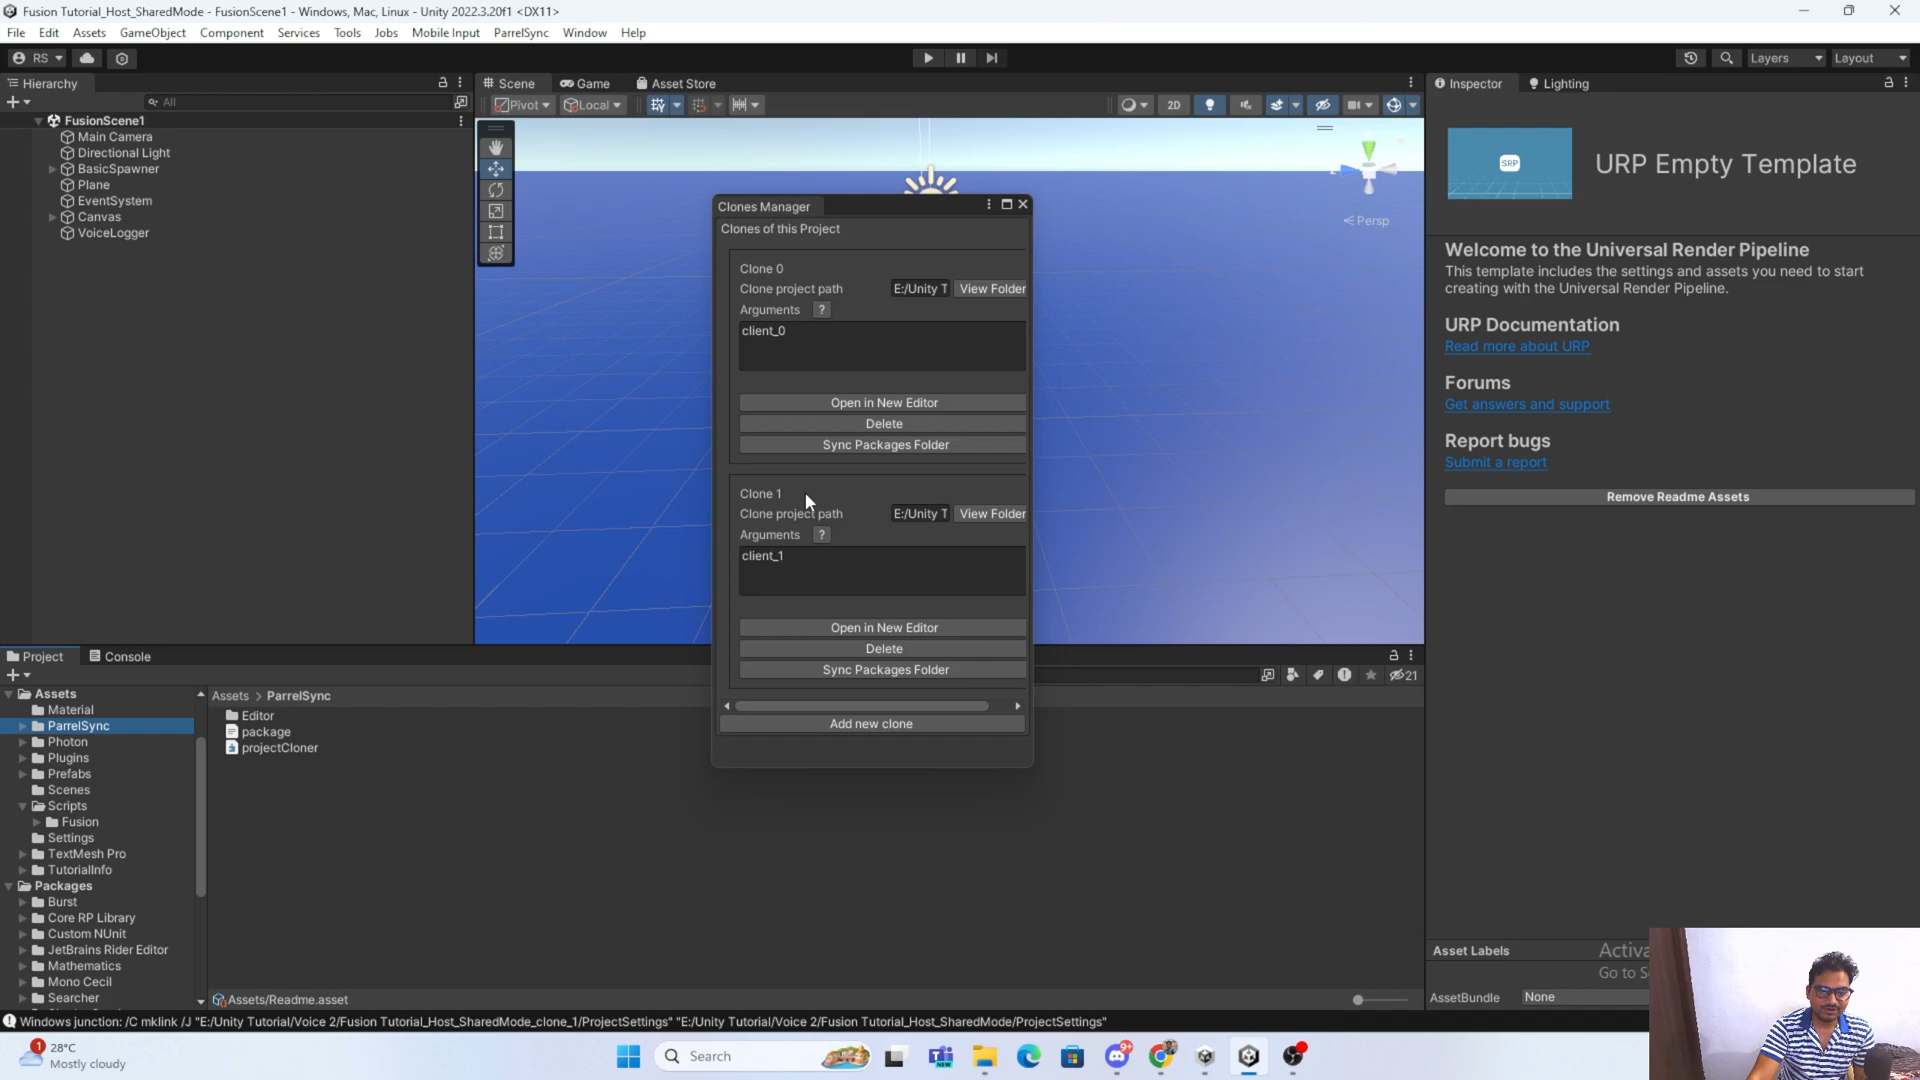 Fusion Tutorial_Host_SharedMode - FusionScene1 - Windows, Mac, Linux - Unity 2022.3.20f1 <DX11>
File Edit Assets GameObject Component Services Tools Jobs Mobile Input ParrelSync Window Help
RS
Layers Layout
Hierarchy
All
FusionScene1
Main Camera
Directional Light
BasicSpawner
Plane
EventSystem
Canvas
VoiceLogger
Scene Game Asset Store
Pivot Local 2D
Persp
Clones Manager
Clones of this Project
Clone 0
Clone project path E:/Unity T View Folder
Arguments ?
client_0
Open in New Editor
Delete
Sync Packages Folder
Clone 1
Clone project path E:/Unity T View Folder
Arguments ?
client_1
Open in New Editor
Delete
Sync Packages Folder
Add new clone
Inspector Lighting
SRP
URP Empty Template
Welcome to the Universal Render Pipeline
This template includes the settings and assets you need to start
creating with the Universal Render Pipeline.
URP Documentation
Read more about URP
Forums
Get answers and support
Report bugs
Submit a report
Remove Readme Assets
Asset Labels
Activa
Go to S
AssetBundle None
Project Console
21
Assets
Material
ParrelSync
Photon
Plugins
Prefabs
Scenes
Scripts
Fusion
Settings
TextMesh Pro
TutorialInfo
Packages
Burst
Core RP Library
Custom NUnit
JetBrains Rider Editor
Mathematics
Mono Cecil
Searcher
Assets > ParrelSync
Editor
package
projectCloner
Assets/Readme.asset
Windows junction: /C mklink /J "E:/Unity Tutorial/Voice 2/Fusion Tutorial_Host_SharedMode_clone_1/ProjectSettings" "E:/Unity Tutorial/Voice 2/Fusion Tutorial_Host_SharedMode/ProjectSettings"
1
28°C
Mostly cloudy
Search
NEW
9+